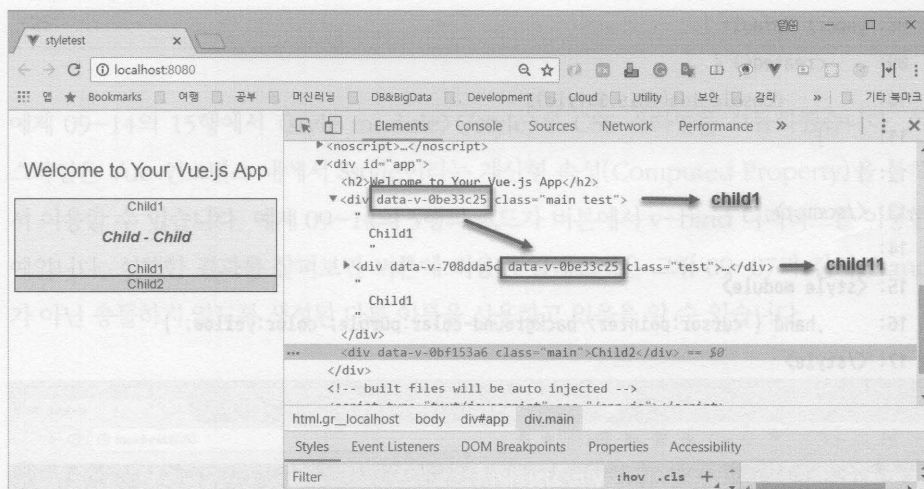 styletest
localhost:8080
앱 Bookmarks 여행 공부 머신러닝 DB&BigData Development Cloud Utility 보안 감리 » 기타 북마크
Welcome to Your Vue.js App
Child1
Child - Child
Child1
Child2
Elements Console Sources Network Performance »
<noscript>…</noscript>
<div id="app">
<h2>Welcome to Your Vue.js App</h2>
<div data-v-0be33c25 class="main test">
child1
"
Child1
"
<div data-v-708dda5c data-v-0be33c25 class="test">…</div>
child11
"
Child1
"
</div>
<div data-v-0bf153a6 class="main">Child2</div> == $0
</div>
<!-- built files will be auto injected -->
html.gr__localhost body div#app div.main
Styles Event Listeners DOM Breakpoints Properties Accessibility
Filter :hov .cls +